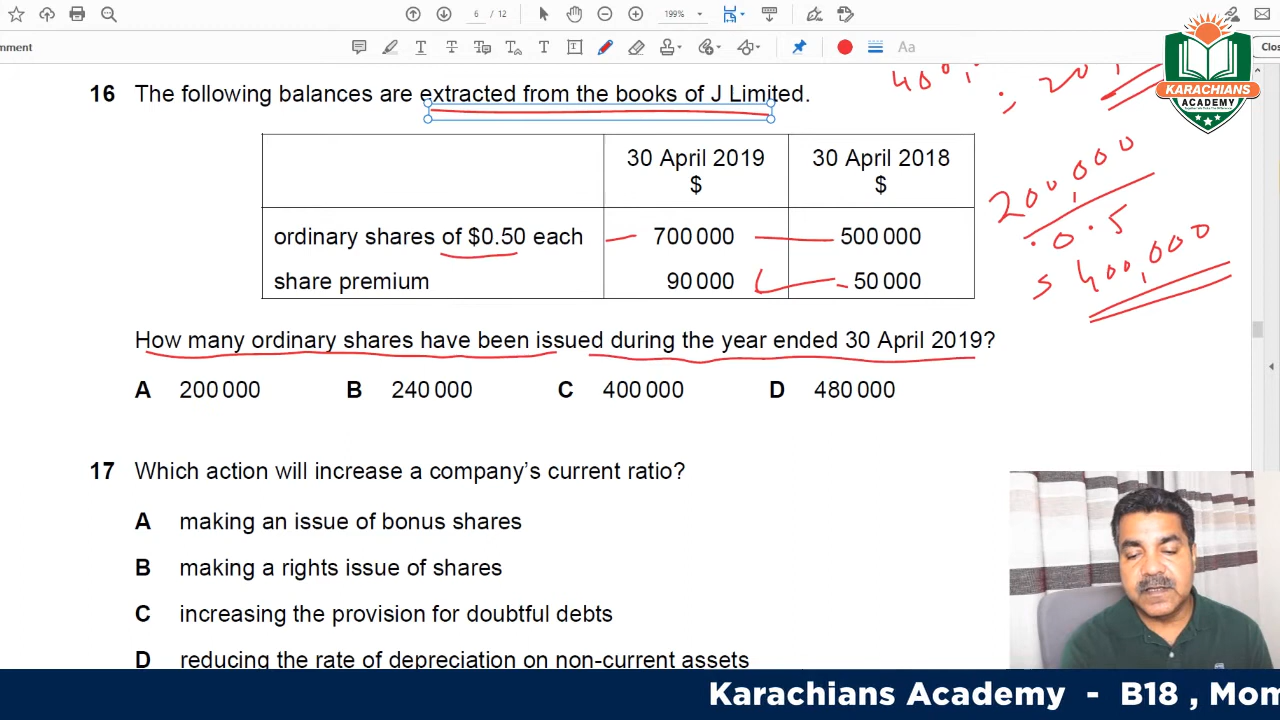 6 / 12
199%
Aa
nment
Clos
KARACHIANS
ACADEMY
16 The following balances are extracted from the books of J Limited.
30 April 2019 30 April 2018
$ $
ordinary shares of $0.50 each 700 000 500 000
share premium 90 000 50 000
200,000
0.5
400,000
How many ordinary shares have been issued during the year ended 30 April 2019?
A 200 000 B 240 000 C 400 000 D 480 000
17 Which action will increase a company’s current ratio?
A making an issue of bonus shares
B making a rights issue of shares
C increasing the provision for doubtful debts
D reducing the rate of depreciation on non-current assets
Karachians Academy - B18 , Mom